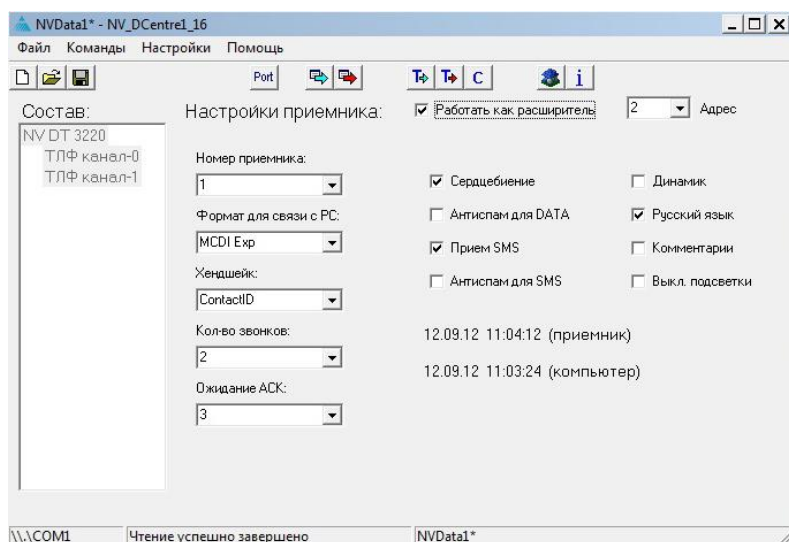 NVData1* - NV_DCentre1_16
Файл Команды Настройки Помощь
Port T T C i
Состав:
NV DT 3220
ТЛФ канал-0
ТЛФ канал-1
Настройки приемника:
Работать как расширитель
2 Адрес
Номер приемника:
1
Формат для связи с PC:
MCDI Exp
Хендшейк:
ContactID
Кол-во звонков:
2
Ожидание ACK:
3
Сердцебиение
Антиспам для DATA
Прием SMS
Антиспам для SMS
Динамик
Русский язык
Комментарии
Выкл. подсветки
12.09.12 11:04:12 (приемник)
12.09.12 11:03:24 (компьютер)
\\.\COM1 Чтение успешно завершено NVData1*